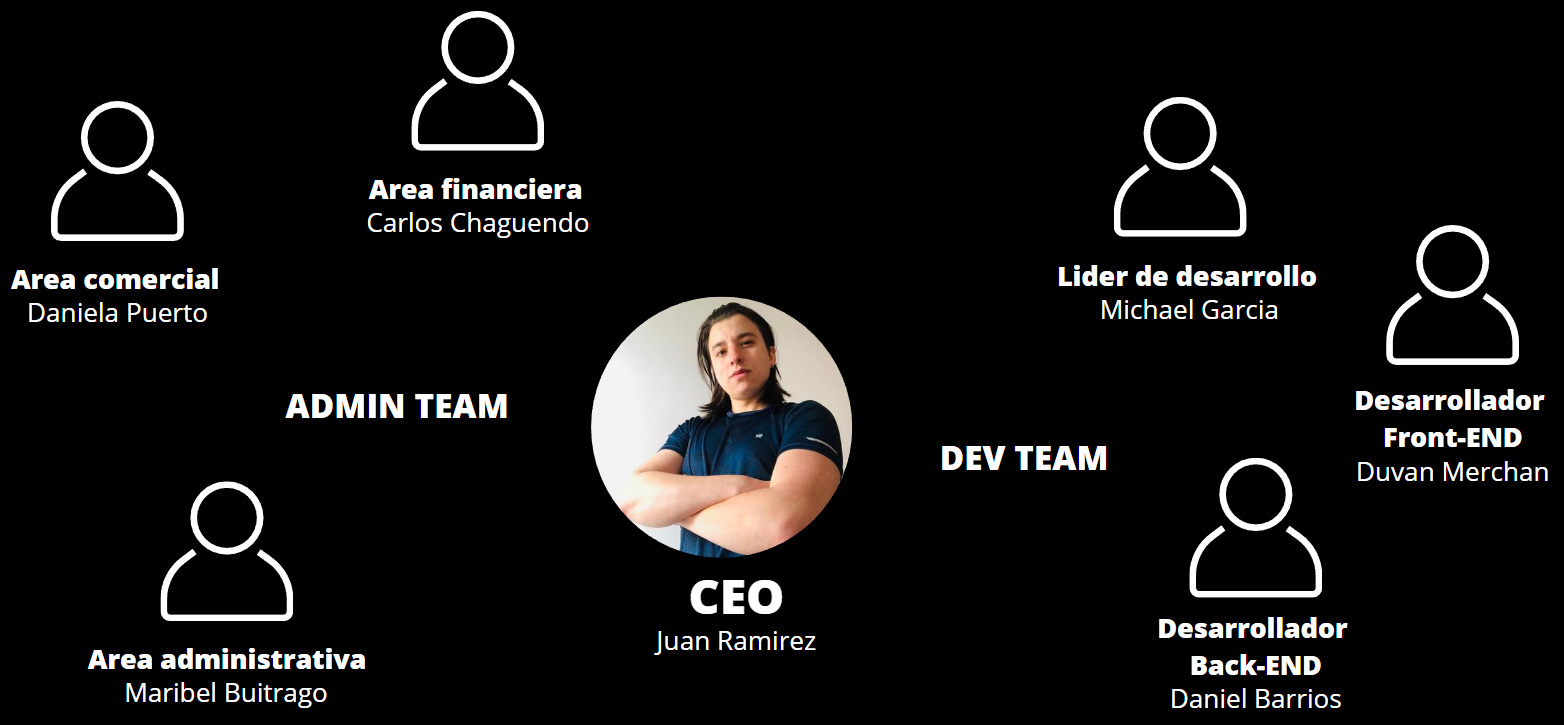 Area financiera
Carlos Chaguendo
Area comercial
Daniela Puerto
ADMIN TEAM
Area administrativa
Maribel Buitrago
CEO
Juan Ramirez
Lider de desarrollo
Michael Garcia
DEV TEAM
Desarrollador
Front-END
Duvan Merchan
Desarrollador
Back-END
Daniel Barrios